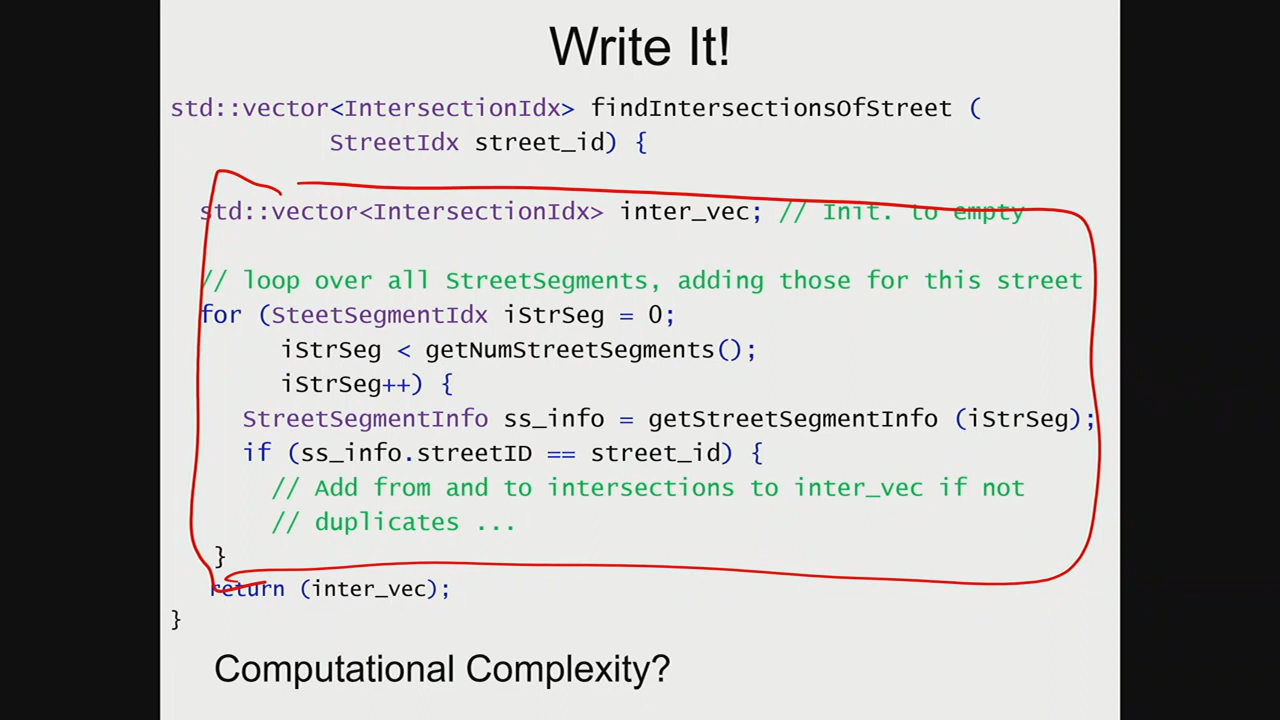 Write It!
std::vector<IntersectionIdx> findIntersectionsOfStreet (
StreetIdx street_id) {
std::vector<IntersectionIdx> inter_vec; // Init. to empty
// loop over all StreetSegments, adding those for this street
for (SteetSegmentIdx iStrSeg = 0;
iStrSeg < getNumStreetSegments();
iStrSeg++) {
StreetSegmentInfo ss_info = getStreetSegmentInfo (iStrSeg);
if (ss_info.streetID == street_id) {
// Add from and to intersections to inter_vec if not
// duplicates ...
}
return (inter_vec);
}
Computational Complexity?